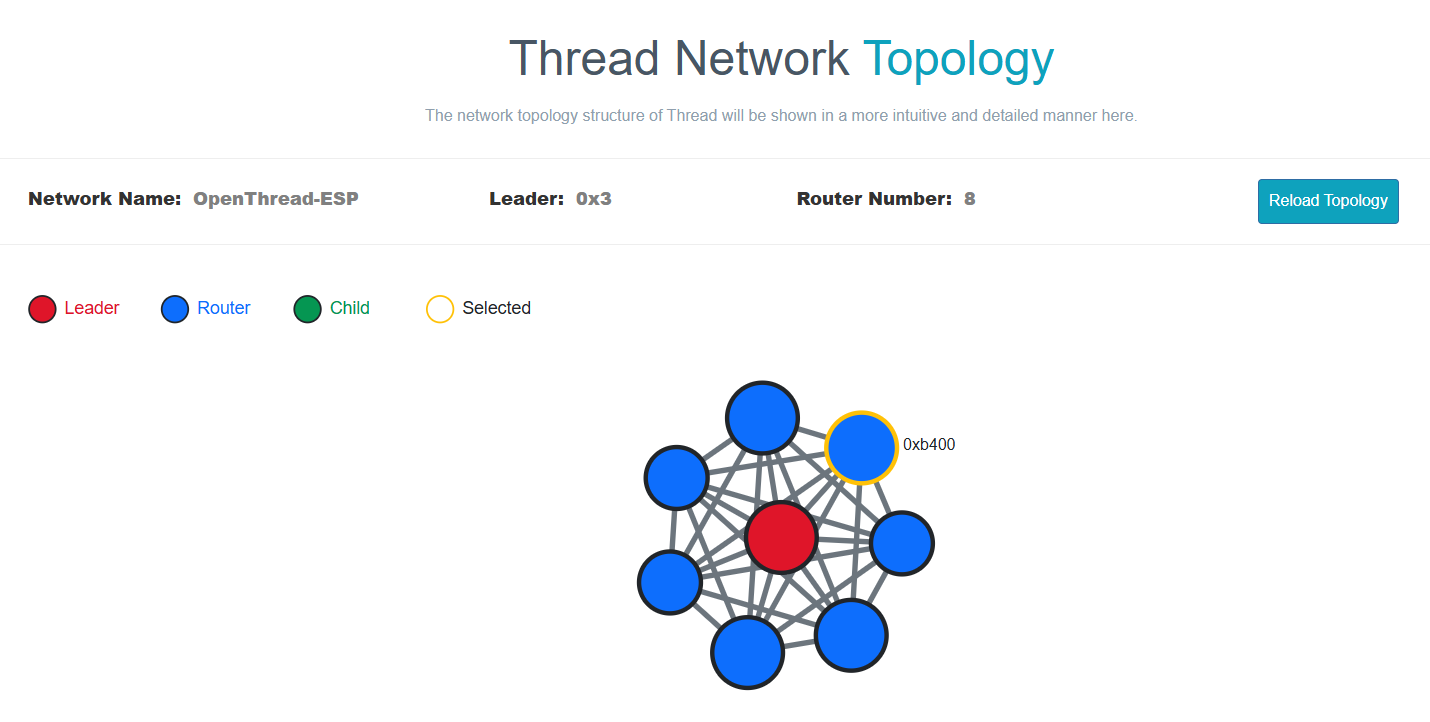 Thread Network Topology
The network topology structure of Thread will be shown in a more intuitive and detailed manner here.
Network Name: OpenThread-ESP Leader: 0x3 Router Number: 8 Reload Topology
Leader Router Child Selected
0xb400